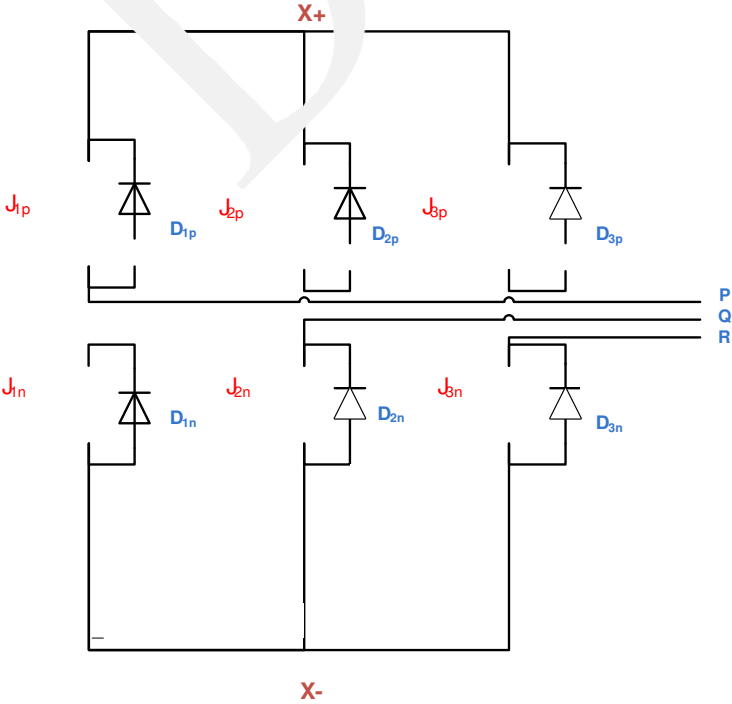 X+
J1p
D1p
J2p
D2p
J3p
D3p
P
Q
R
J1n
D1n
J2n
D2n
J3n
D3n
X-